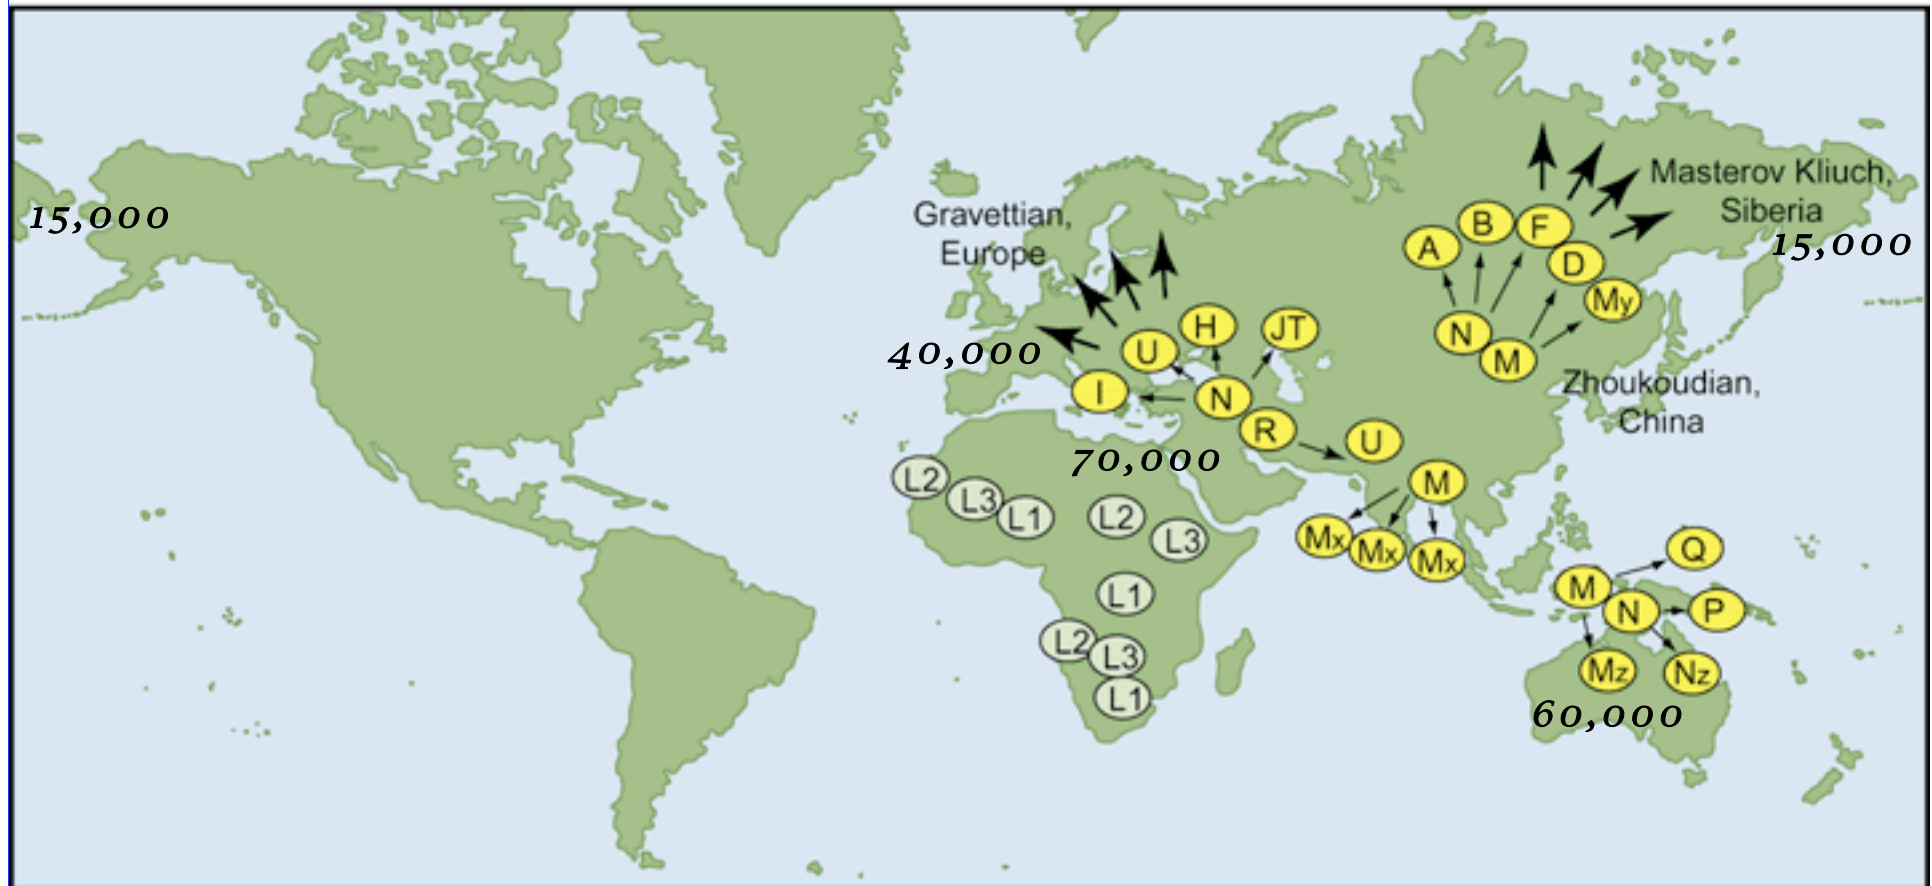 Masterov Kliuch,
Siberia
15,000
15,000
Gravettian,
Europe
40,000
A
B
F
D
My
N
M
Zhoukoudian,
China
H
JT
U
I
N
R
U
70,000
M
Mx
Mx
Mx
L2
L3
L1
L2
L3
L1
L2
L3
L1
Q
M
N
P
Mz
Nz
60,000